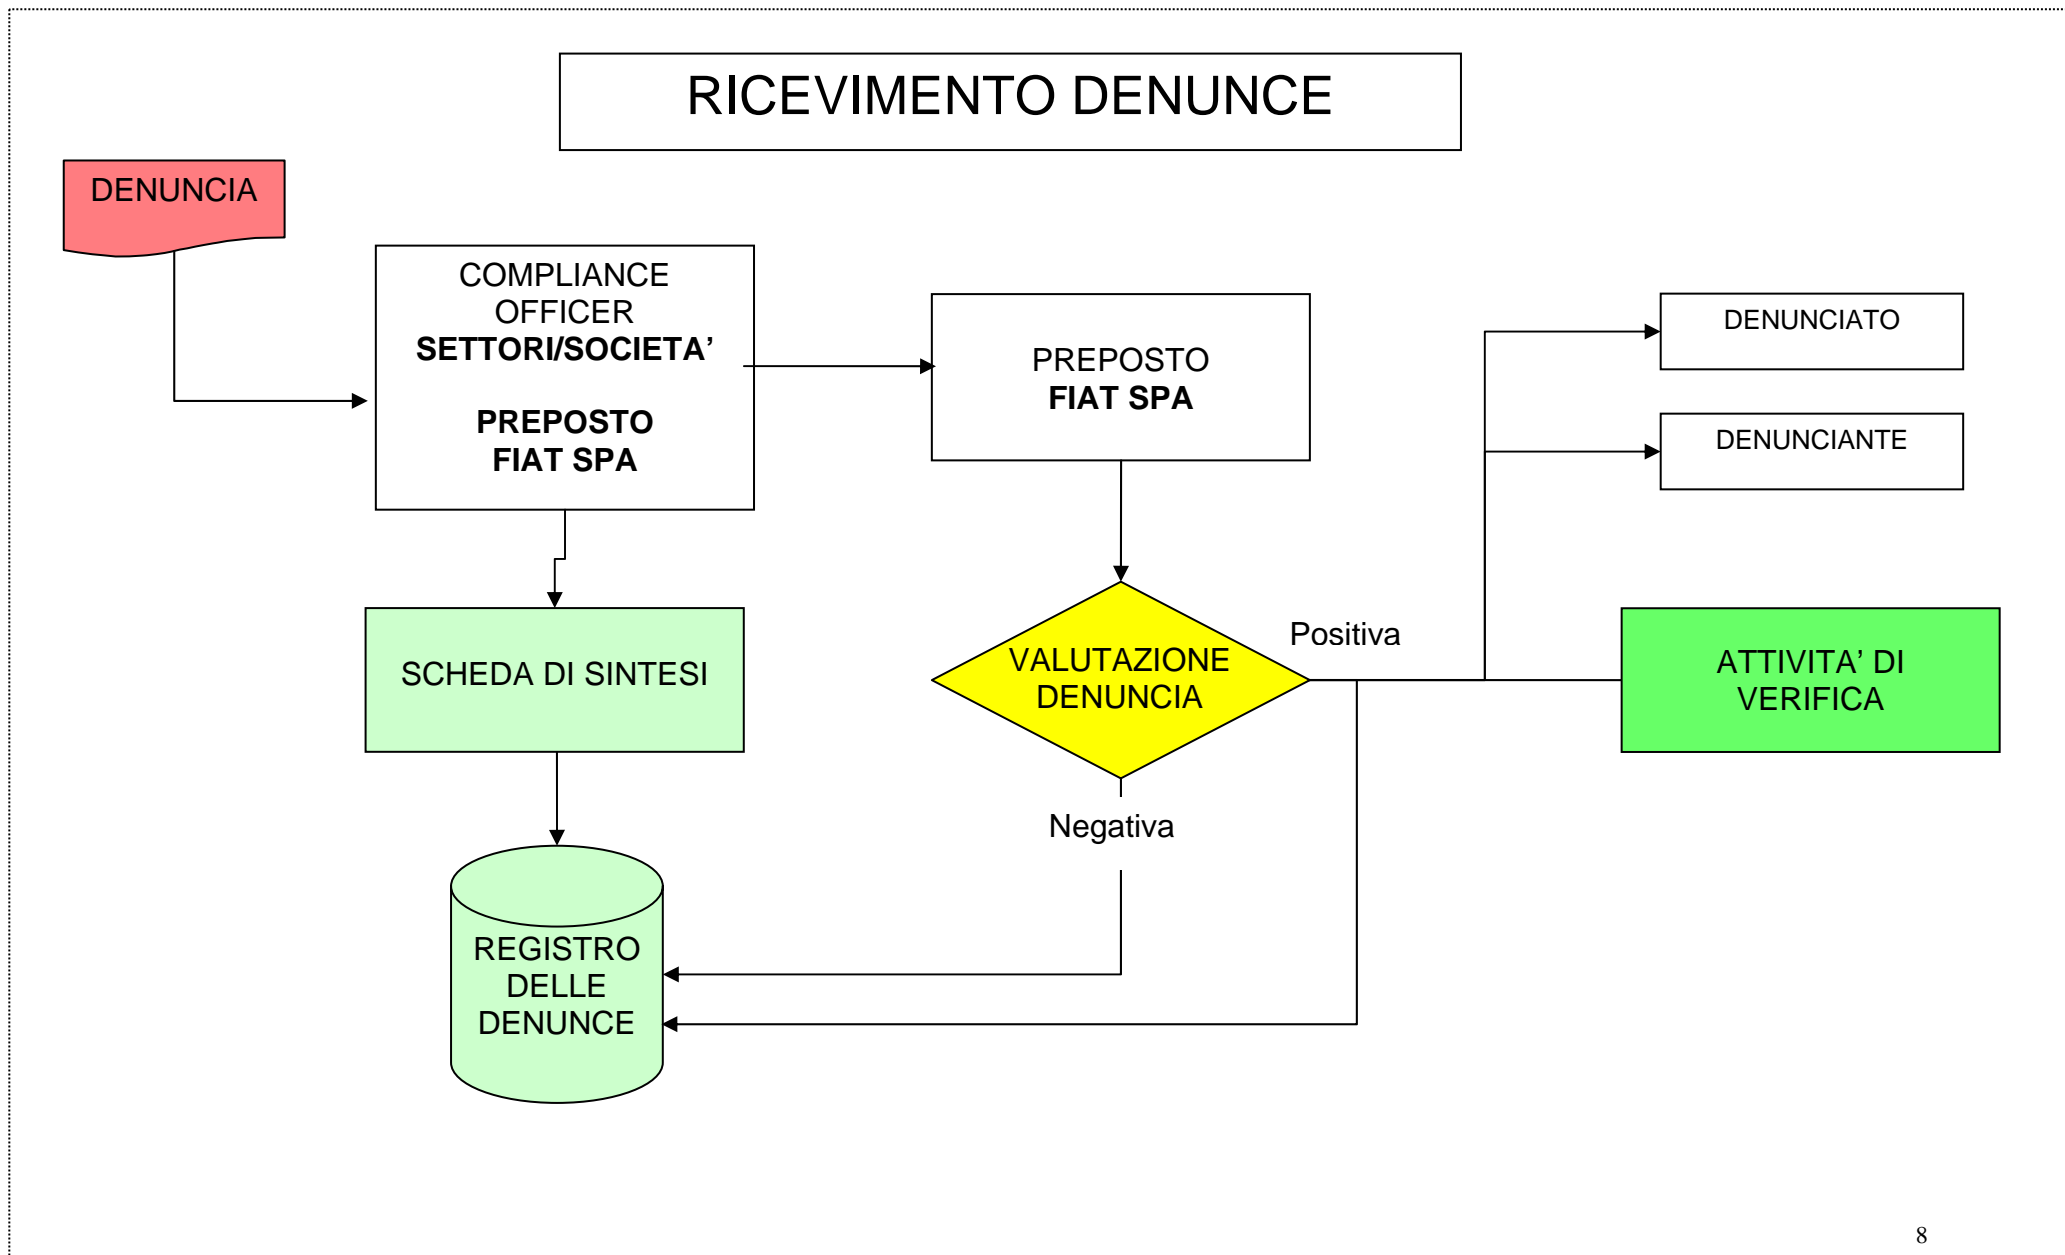 RICEVIMENTO DENUNCE
DENUNCIA
COMPLIANCE
OFFICER
SETTORI/SOCIETA’
PREPOSTO
FIAT SPA
PREPOSTO
FIAT SPA
DENUNCIATO
DENUNCIANTE
SCHEDA DI SINTESI
VALUTAZIONE
DENUNCIA
Positiva
ATTIVITA’ DI
VERIFICA
Negativa
REGISTRO
DELLE
DENUNCE
8